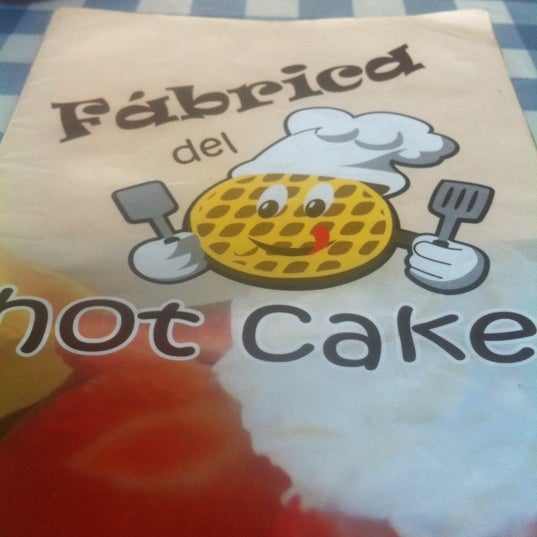 Fábrica
del
hot cake